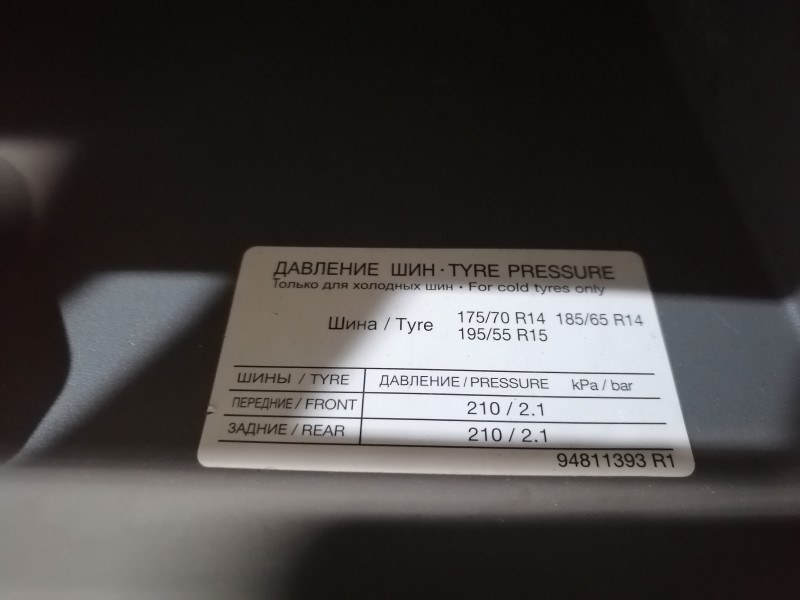 ДАВЛЕНИЕ ШИН · TYRE PRESSURE
Только для холодных шин · For cold tyres only
Шина / Tyre 175/70 R14 185/65 R14
195/55 R15
ШИНЫ / TYRE ДАВЛЕНИЕ / PRESSURE kPa / bar
ПЕРЕДНИЕ / FRONT 210 / 2.1
ЗАДНИЕ / REAR 210 / 2.1
94811393 R1